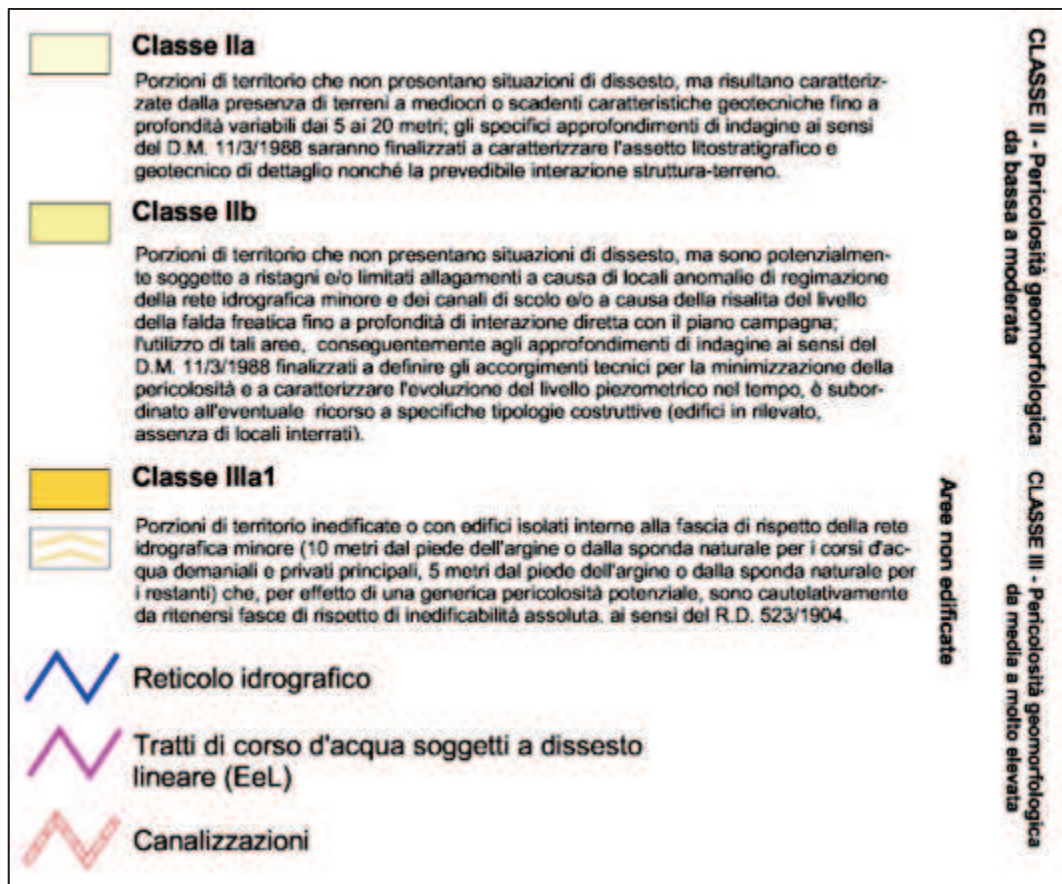 Classe IIa
Porzioni di territorio che non presentano situazioni di dissesto, ma risultano caratteriz-
zate dalla presenza di terreni a mediocri o scadenti caratteristiche geotecniche fino a
profondità variabili dai 5 ai 20 metri; gli specifici approfondimenti di indagine ai sensi
del D.M. 11/3/1988 saranno finalizzati a caratterizzare l'assetto litostratigrafico e
geotecnico di dettaglio nonché la prevedibile interazione struttura-terreno.
Classe IIb
Porzioni di territorio che non presentano situazioni di dissesto, ma sono potenzialmen-
te soggette a ristagni e/o limitati allagamenti a causa di locali anomalie di regimazione
della rete idrografica minore e dei canali di scolo e/o a causa della risalita del livello
della falda freatica fino a profondità di interazione diretta con il piano campagna;
l'utilizzo di tali aree, conseguentemente agli approfondimenti di indagine ai sensi del
D.M. 11/3/1988 finalizzati a definire gli accorgimenti tecnici per la minimizzazione della
pericolosità e a caratterizzare l'evoluzione del livello piezometrico nel tempo, è subor-
dinato all'eventuale ricorso a specifiche tipologie costruttive (edifici in rilevato,
assenza di locali interrati).
CLASSE II - Pericolosità geomorfologica
da bassa a moderata
Classe IIIa1
Porzioni di territorio inedificate o con edifici isolati interne alla fascia di rispetto della rete
idrografica minore (10 metri dal piede dell'argine o dalla sponda naturale per i corsi d'ac-
qua demaniali e privati principali, 5 metri dal piede dell'argine o dalla sponda naturale per
i restanti) che, per effetto di una generica pericolosità potenziale, sono cautelativamente
da ritenersi fasce di rispetto di inedificabilità assoluta. ai sensi del R.D. 523/1904.
Aree non edificate
CLASSE III - Pericolosità geomorfologica
da media a molto elevata
Reticolo idrografico
Tratti di corso d'acqua soggetti a dissesto
lineare (EeL)
Canalizzazioni